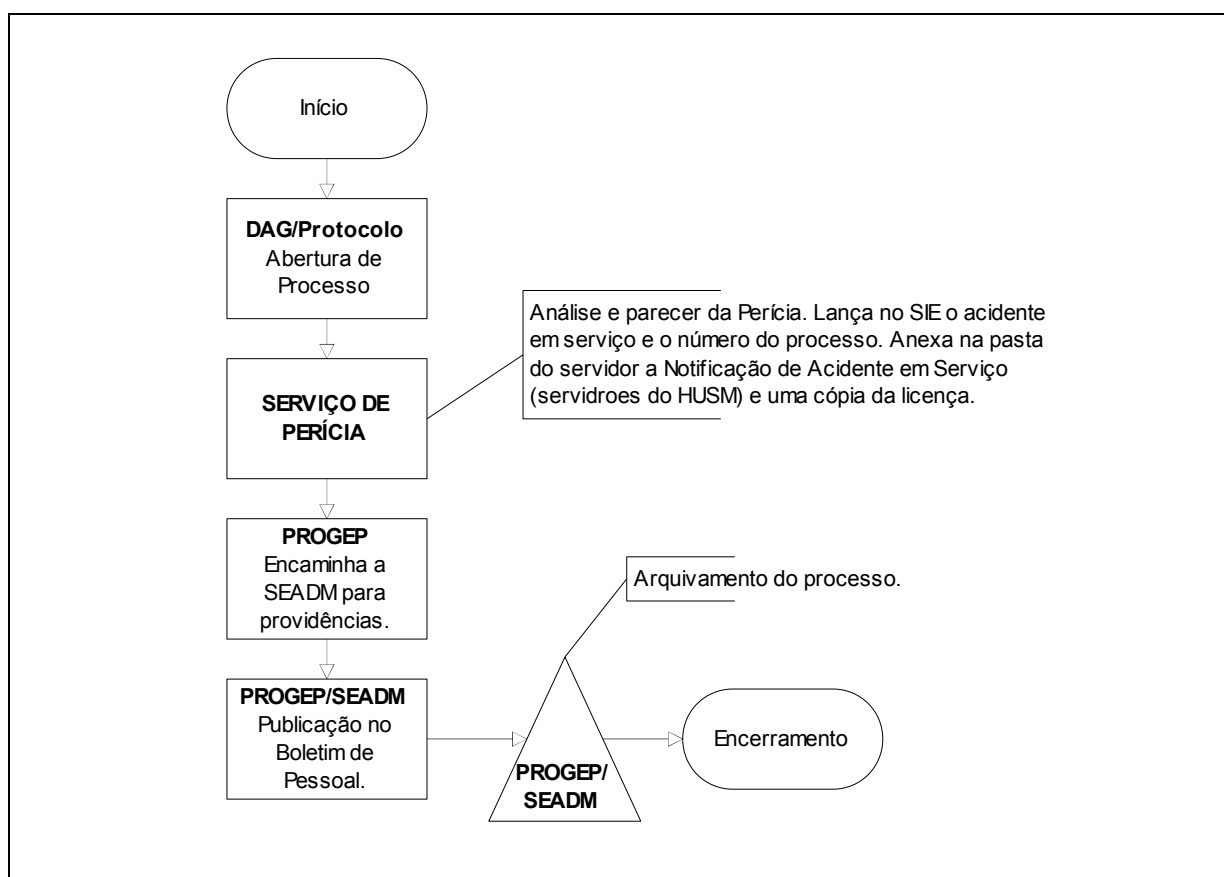 Início
DAG/Protocolo
Abertura de
Processo
Análise e parecer da Perícia. Lança no SIE o acidente
em serviço e o número do processo. Anexa na pasta
do servidor a Notificação de Acidente em Serviço
(servidroes do HUSM) e uma cópia da licença.
SERVIÇO DE
PERÍCIA
PROGEP
Encaminha a
SEADM para
providências.
Arquivamento do processo.
PROGEP/SEADM
Publicação no
Boletim de
Pessoal.
PROGEP/
SEADM
Encerramento